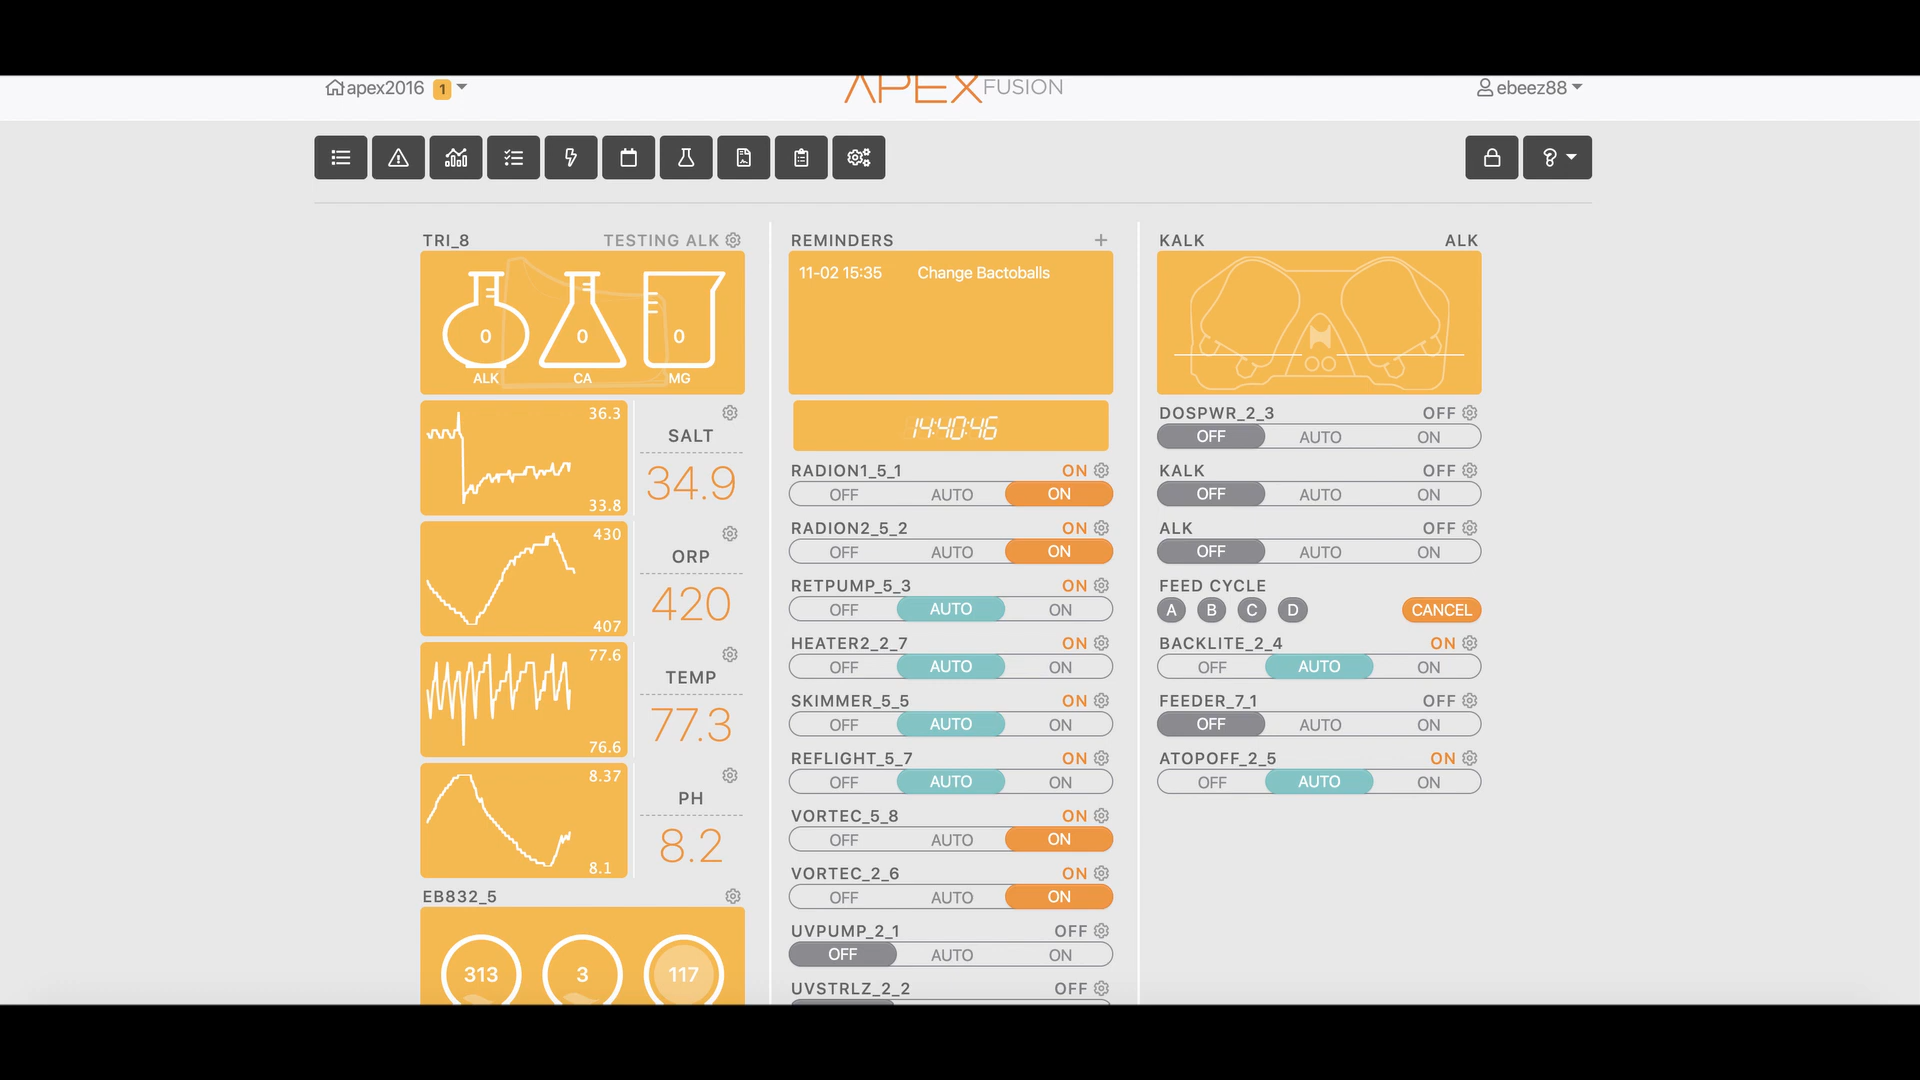 apex2016 1
APEX FUSION
ebeez88
TRI_8 TESTING ALK
0 0 0
ALK CA MG
36.3
33.8
SALT
34.9
430
407
ORP
420
77.6
76.6
TEMP
77.3
8.37
8.1
PH
8.2
EB832_5
313 3 117
REMINDERS +
11-02 15:35 Change Bactoballs
14:40:46
RADION1_5_1 ON
OFF AUTO ON
RADION2_5_2 ON
OFF AUTO ON
RETPUMP_5_3 ON
OFF AUTO ON
HEATER2_2_7 ON
OFF AUTO ON
SKIMMER_5_5 ON
OFF AUTO ON
REFLIGHT_5_7 ON
OFF AUTO ON
VORTEC_5_8 ON
OFF AUTO ON
VORTEC_2_6 ON
OFF AUTO ON
UVPUMP_2_1 OFF
OFF AUTO ON
UVSTRLZ_2_2 OFF
KALK ALK
DOSPWR_2_3 OFF
OFF AUTO ON
KALK OFF
OFF AUTO ON
ALK OFF
OFF AUTO ON
FEED CYCLE
A B C D CANCEL
BACKLITE_2_4 ON
OFF AUTO ON
FEEDER_7_1 OFF
OFF AUTO ON
ATOPOFF_2_5 ON
OFF AUTO ON